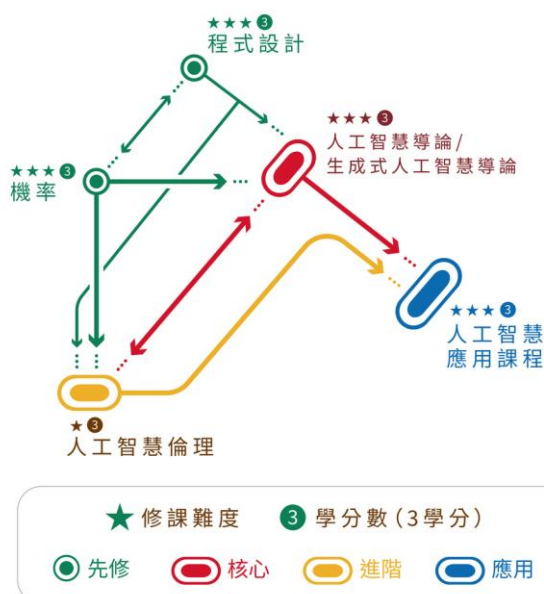 ★★★ 3
程式設計
★★★ 3
人工智慧導論/
生成式人工智慧導論
★★★ 3
機率
★★★ 3
人工智慧
應用課程
★ 3
人工智慧倫理
★ 修課難度 3 學分數(3學分)
先修 核心 進階 應用